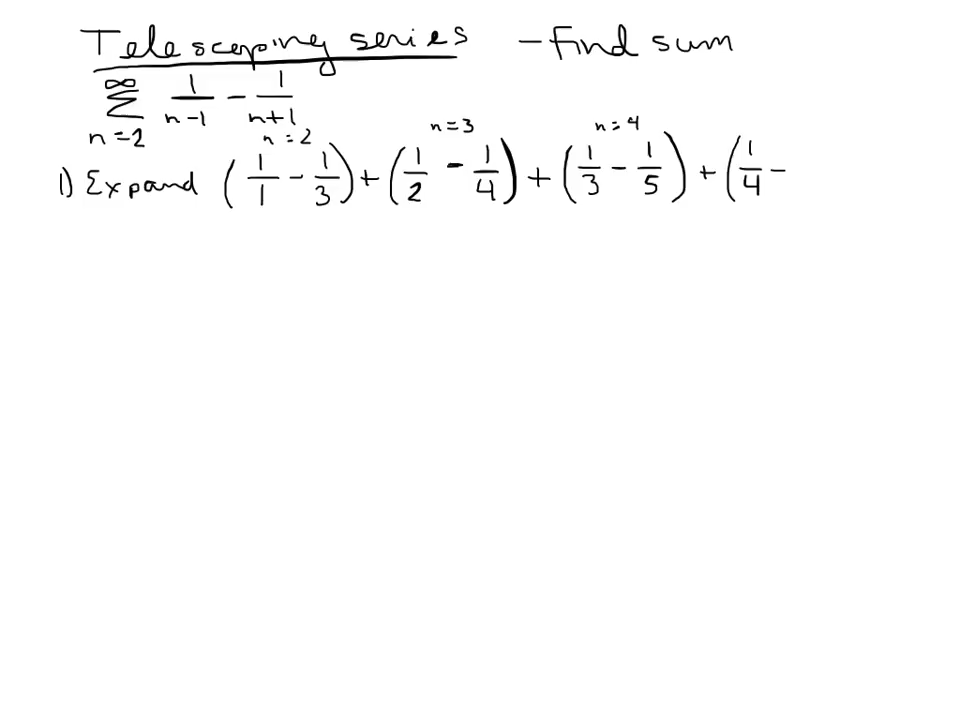 Telescoping series - Find sum
∞
Σ 1/(n-1) - 1/(n+1)
n=2
n=2 n=3 n=4
1) Expand (1/1 - 1/3) + (1/2 - 1/4) + (1/3 - 1/5) + (1/4 -